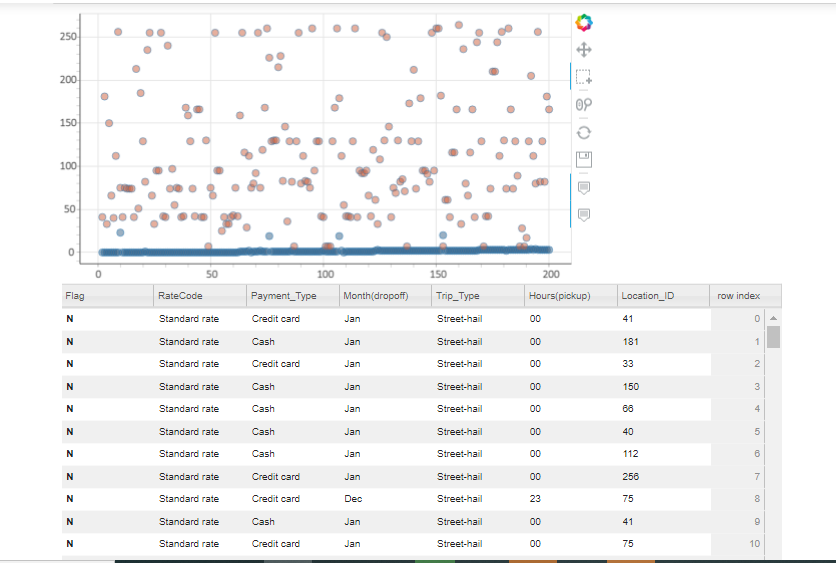 250
200
150
100
50
0
0 50 100 150 200
Flag RateCode Payment_Type Month(dropoff) Trip_Type Hours(pickup) Location_ID row index
N Standard rate Credit card Jan Street-hail 00 41 0
N Standard rate Cash Jan Street-hail 00 181 1
N Standard rate Credit card Jan Street-hail 00 33 2
N Standard rate Cash Jan Street-hail 00 150 3
N Standard rate Cash Jan Street-hail 00 66 4
N Standard rate Cash Jan Street-hail 00 40 5
N Standard rate Cash Jan Street-hail 00 112 6
N Standard rate Credit card Jan Street-hail 00 256 7
N Standard rate Credit card Dec Street-hail 23 75 8
N Standard rate Cash Jan Street-hail 00 41 9
N Standard rate Credit card Jan Street-hail 00 75 10